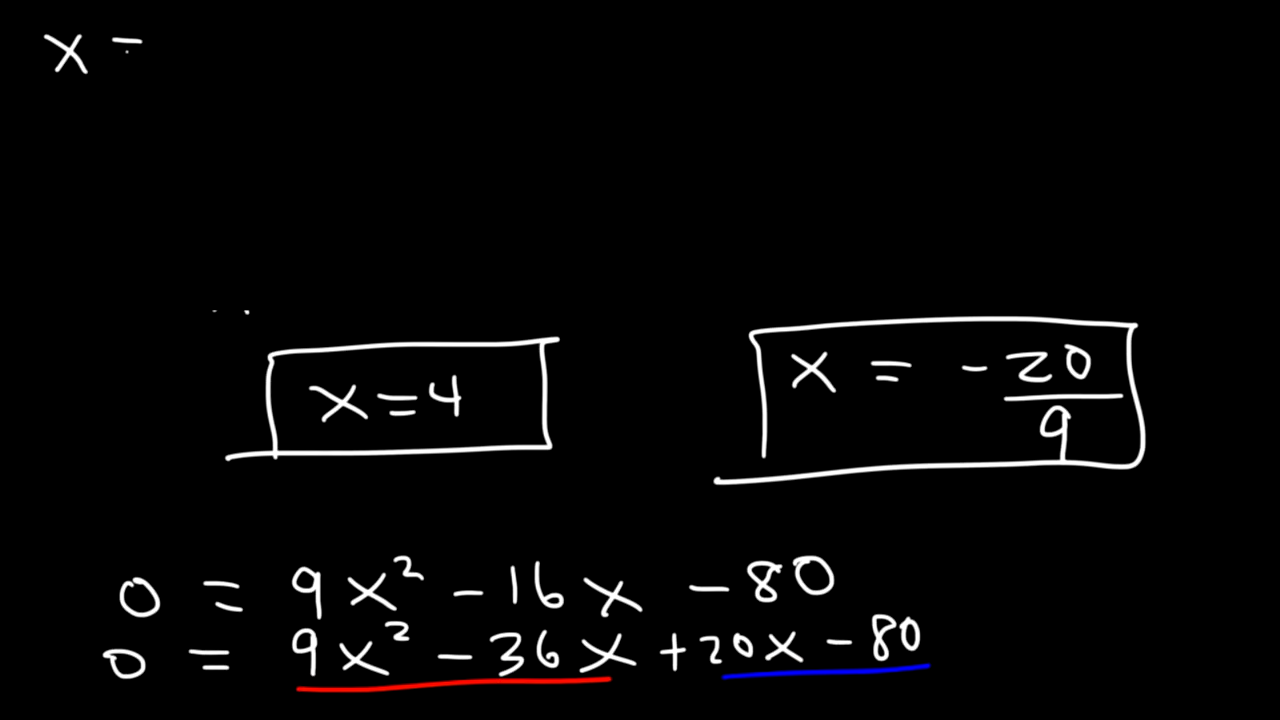 x =
x = 4
x = -20/9
0 = 9x² - 16x - 80
0 = 9x² - 36x + 20x - 80